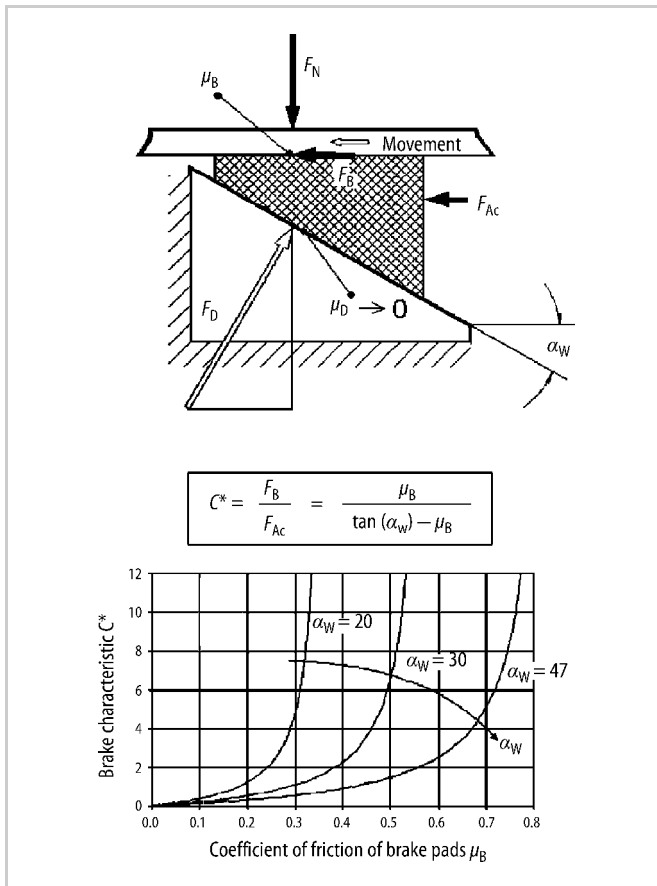 F_N
μ_B
Movement
F_B
F_Ac
F_D
μ_D → 0
α_W
C* = F_B / F_Ac = μ_B / (tan (α_w) − μ_B)
12
10
8
6
4
2
0
Brake characteristic C*
α_W = 20
α_W = 30
α_W = 47
α_W
0.0 0.1 0.2 0.3 0.4 0.5 0.6 0.7 0.8
Coefficient of friction of brake pads μ_B